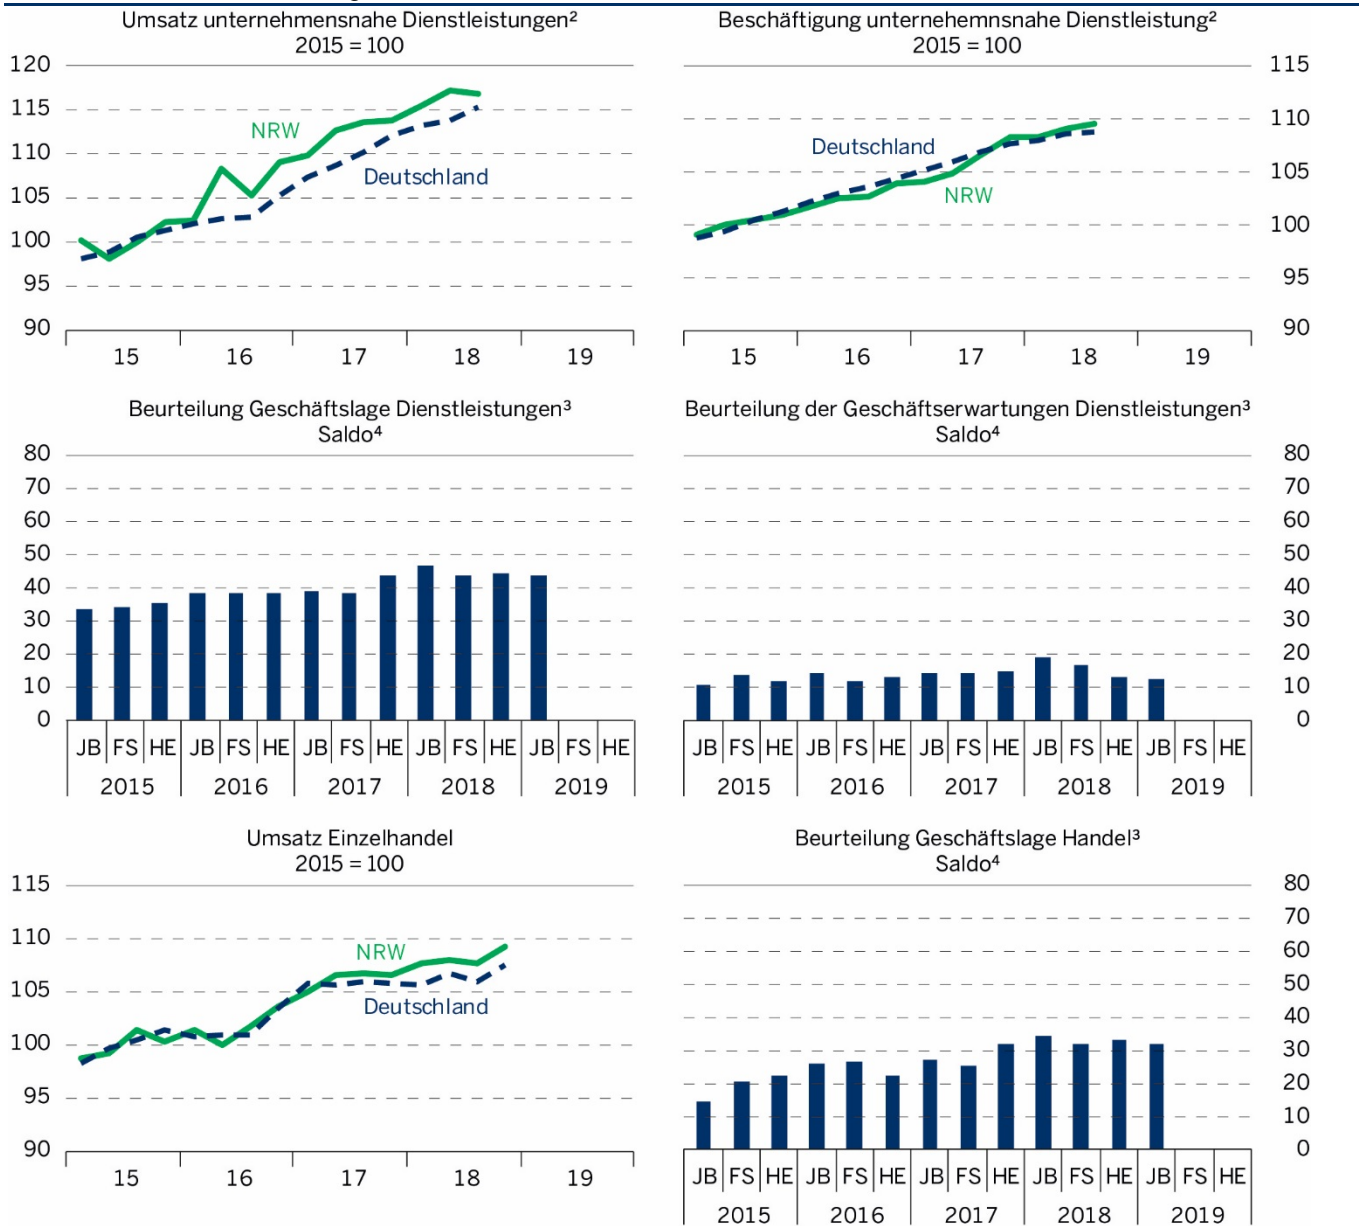 Umsatz unternehmensnahe Dienstleistungen²
2015 = 100
120
115
110
105
100
95
90
NRW
Deutschland
15 16 17 18 19
Beschäftigung unternehemnsnahe Dienstleistung²
2015 = 100
115
110
105
100
95
90
Deutschland
NRW
15 16 17 18 19
Beurteilung Geschäftslage Dienstleistungen³
Saldo⁴
80
70
60
50
40
30
20
10
0
JB FS HE JB FS HE JB FS HE JB FS HE JB FS HE
2015 2016 2017 2018 2019
Beurteilung der Geschäftserwartungen Dienstleistungen³
Saldo⁴
80
70
60
50
40
30
20
10
0
JB FS HE JB FS HE JB FS HE JB FS HE JB FS HE
2015 2016 2017 2018 2019
Umsatz Einzelhandel
2015 = 100
115
110
105
100
95
90
NRW
Deutschland
15 16 17 18 19
Beurteilung Geschäftslage Handel³
Saldo⁴
80
70
60
50
40
30
20
10
0
JB FS HE JB FS HE JB FS HE JB FS HE JB FS HE
2015 2016 2017 2018 2019